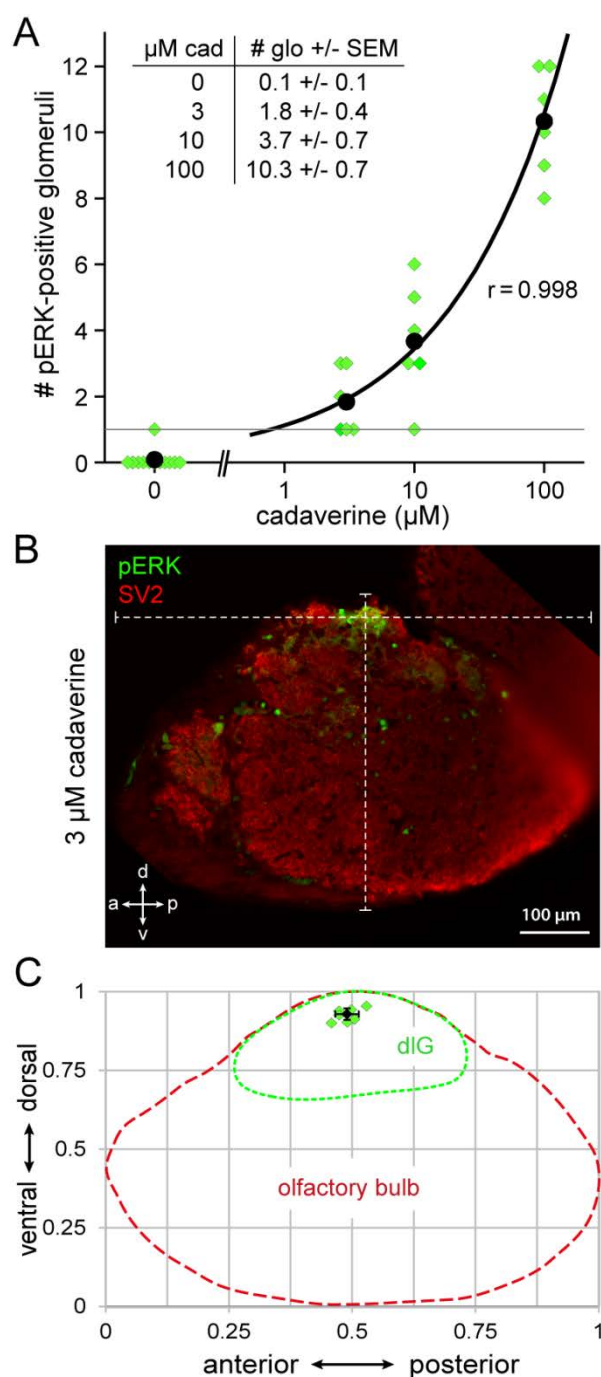 A
µM cad # glo +/- SEM
0 0.1 +/- 0.1
3 1.8 +/- 0.4
10 3.7 +/- 0.7
100 10.3 +/- 0.7
12
10
8
6
4
2
0
# pERK-positive glomeruli
r = 0.998
0 1 10 100
cadaverine (µM)
B
pERK
SV2
3 µM cadaverine
d
a p
v
100 µm
C
1
0.75
0.5
0.25
0
ventral dorsal
dlG
olfactory bulb
0 0.25 0.5 0.75 1
anterior posterior